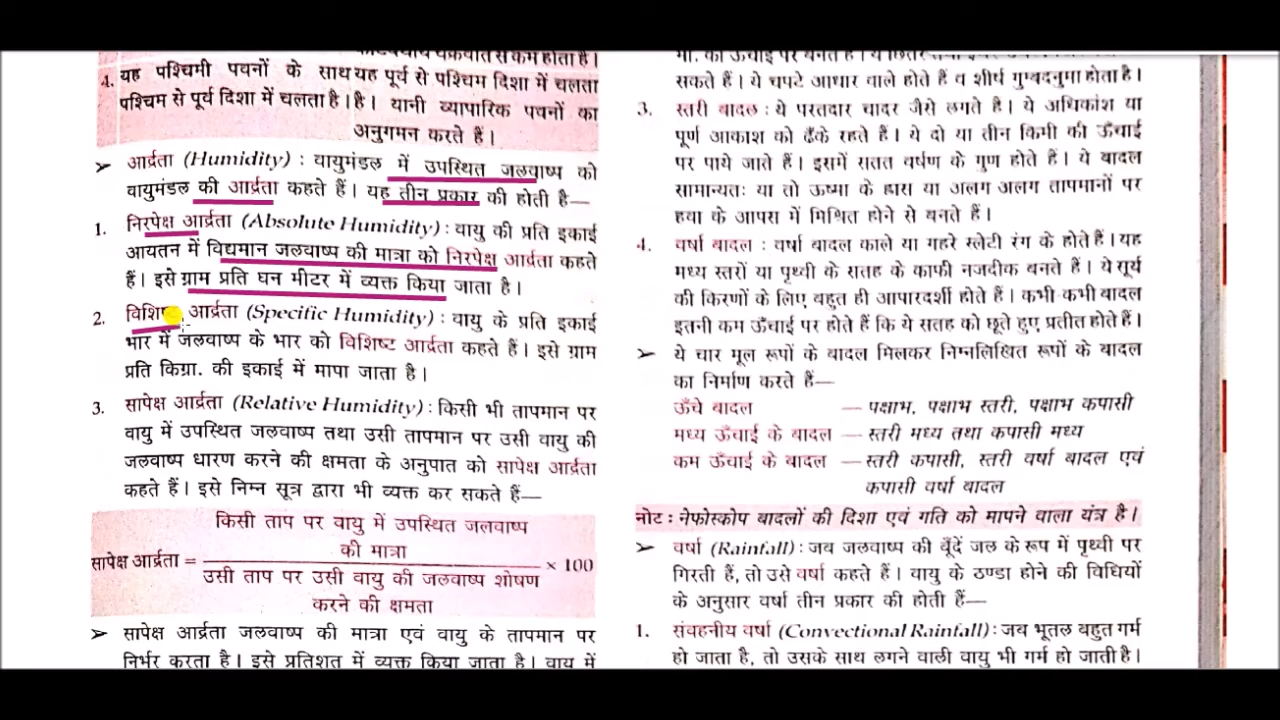 काटिबंधीय चक्रवात से कम होता है।
4. यह पश्चिमी पवनों के साथ यह पूर्व से पश्चिम दिशा में चलता
पश्चिम से पूर्व दिशा में चलता है। है। यानी व्यापारिक पवनों का
अनुगमन करते हैं।
➤ आर्द्रता (Humidity) : वायुमंडल में उपस्थित जलवाष्प को
वायुमंडल की आर्द्रता कहते हैं। यह तीन प्रकार की होती है—
1. निरपेक्ष आर्द्रता (Absolute Humidity) : वायु की प्रति इकाई
आयतन में विद्यमान जलवाष्प की मात्रा को निरपेक्ष आर्द्रता कहते
हैं। इसे ग्राम प्रति घन मीटर में व्यक्त किया जाता है।
2. विशिष्ट आर्द्रता (Specific Humidity) : वायु के प्रति इकाई
भार में जलवाष्प के भार को विशिष्ट आर्द्रता कहते हैं। इसे ग्राम
प्रति किग्रा. की इकाई में मापा जाता है।
3. सापेक्ष आर्द्रता (Relative Humidity) : किसी भी तापमान पर
वायु में उपस्थित जलवाष्प तथा उसी तापमान पर उसी वायु की
जलवाष्प धारण करने की क्षमता के अनुपात को सापेक्ष आर्द्रता
कहते हैं। इसे निम्न सूत्र द्वारा भी व्यक्त कर सकते हैं—
किसी ताप पर वायु में उपस्थित जलवाष्प
की मात्रा
सापेक्ष आर्द्रता = × 100
उसी ताप पर उसी वायु की जलवाष्प शोषण
करने की क्षमता
➤ सापेक्ष आर्द्रता जलवाष्प की मात्रा एवं वायु के तापमान पर
निर्भर करता है। इसे प्रतिशत में व्यक्त किया जाता है। वायु में
मी. की ऊँचाई पर बनते हैं। ये
सकते हैं। ये चपटे आधार वाले होते हैं व शीर्ष गुम्बदनुमा होता है।
3. स्तरी बादल : ये परतदार चादर जैसे लगते है। ये अधिकांश या
पूर्ण आकाश को ढँके रहते हैं। ये दो या तीन किमी की ऊँचाई
पर पाये जाते हैं। इसमें सतत वर्षण के गुण होते हैं। ये बादल
सामान्यतः या तो ऊष्मा के ह्रास या अलग अलग तापमानों पर
हवा के आपस में मिश्रित होने से बनते हैं।
4. वर्षा बादल : वर्षा बादल काले या गहरे स्लेटी रंग के होते हैं। यह
मध्य स्तरों या पृथ्वी के सतह के काफी नजदीक बनते हैं। ये सूर्य
की किरणों के लिए बहुत ही आपारदर्शी होते हैं। कभी-कभी बादल
इतनी कम ऊँचाई पर होते हैं कि ये सतह को छूते हुए प्रतीत होते हैं।
➤ ये चार मूल रूपों के बादल मिलकर निम्नलिखित रूपों के बादल
का निर्माण करते हैं—
ऊँचे बादल — पक्षाभ, पक्षाभ स्तरी, पक्षाभ कपासी
मध्य ऊँचाई के बादल — स्तरी मध्य तथा कपासी मध्य
कम ऊँचाई के बादल — स्तरी कपासी, स्तरी वर्षा बादल एवं
कपासी वर्षा बादल
नोट : नेफोस्कोप बादलों की दिशा एवं गति को मापने वाला यंत्र है।
➤ वर्षा (Rainfall) : जब जलवाष्प की बूँदें जल के रूप में पृथ्वी पर
गिरती हैं, तो उसे वर्षा कहते हैं। वायु के ठण्डा होने की विधियों
के अनुसार वर्षा तीन प्रकार की होती हैं—
1. संवहनीय वर्षा (Convectional Rainfall) : जब भूतल बहुत गर्म
हो जाता है, तो उसके साथ लगने वाली वायु भी गर्म हो जाती है।